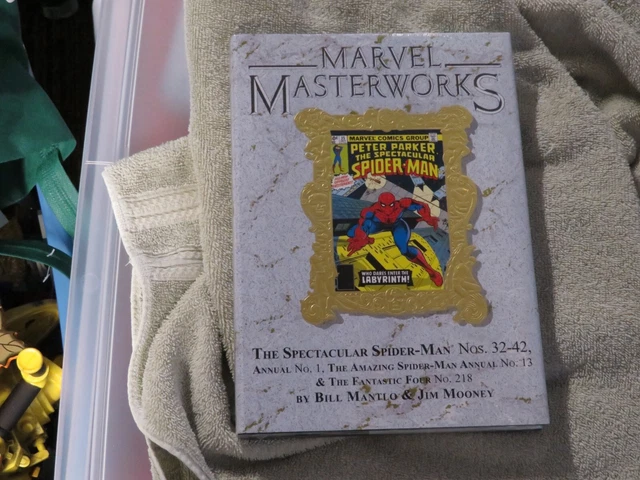 MARVEL
MASTERWORKS
MARVEL COMICS GROUP
PETER PARKER
THE SPECTACULAR
SPIDER-MAN
WHO DARES ENTER THE
LABYRINTH!
THE SPECTACULAR SPIDER-MAN NOS. 32-42,
ANNUAL NO. 1, THE AMAZING SPIDER-MAN ANNUAL NO. 13
& THE FANTASTIC FOUR NO. 218
BY BILL MANTLO & JIM MOONEY